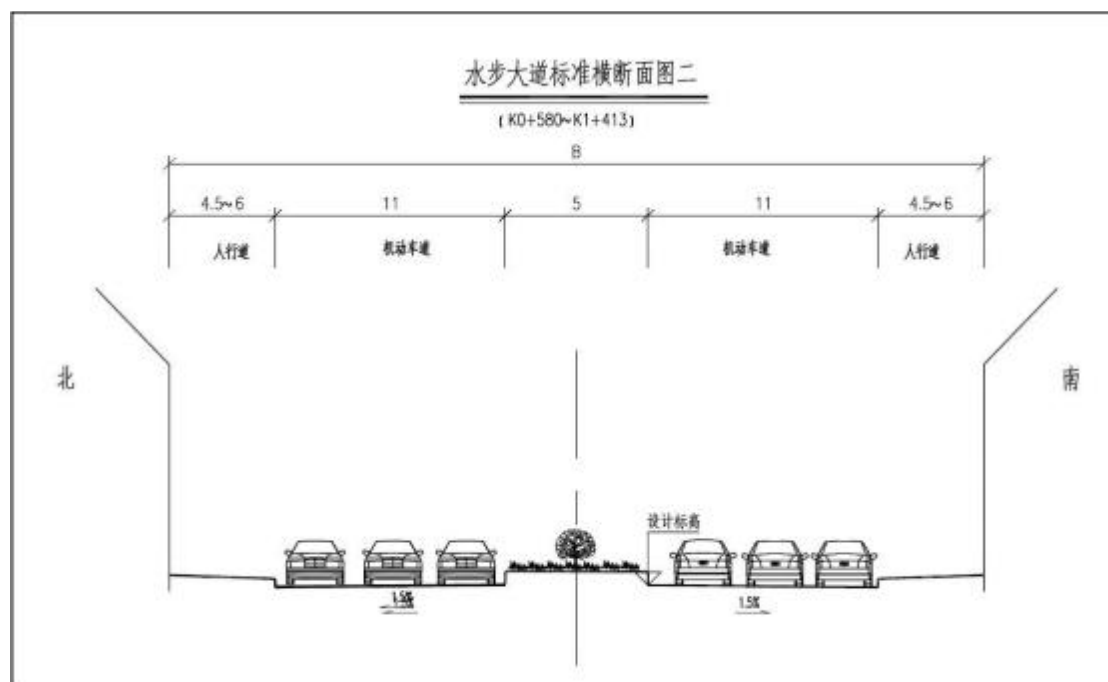 水步大道标准横断面图二
(K0+580~K1+413)
B
4.5~6 11 5 11 4.5~6
人行道 机动车道 机动车道 人行道
北 南
设计标高
1.5% 1.5%